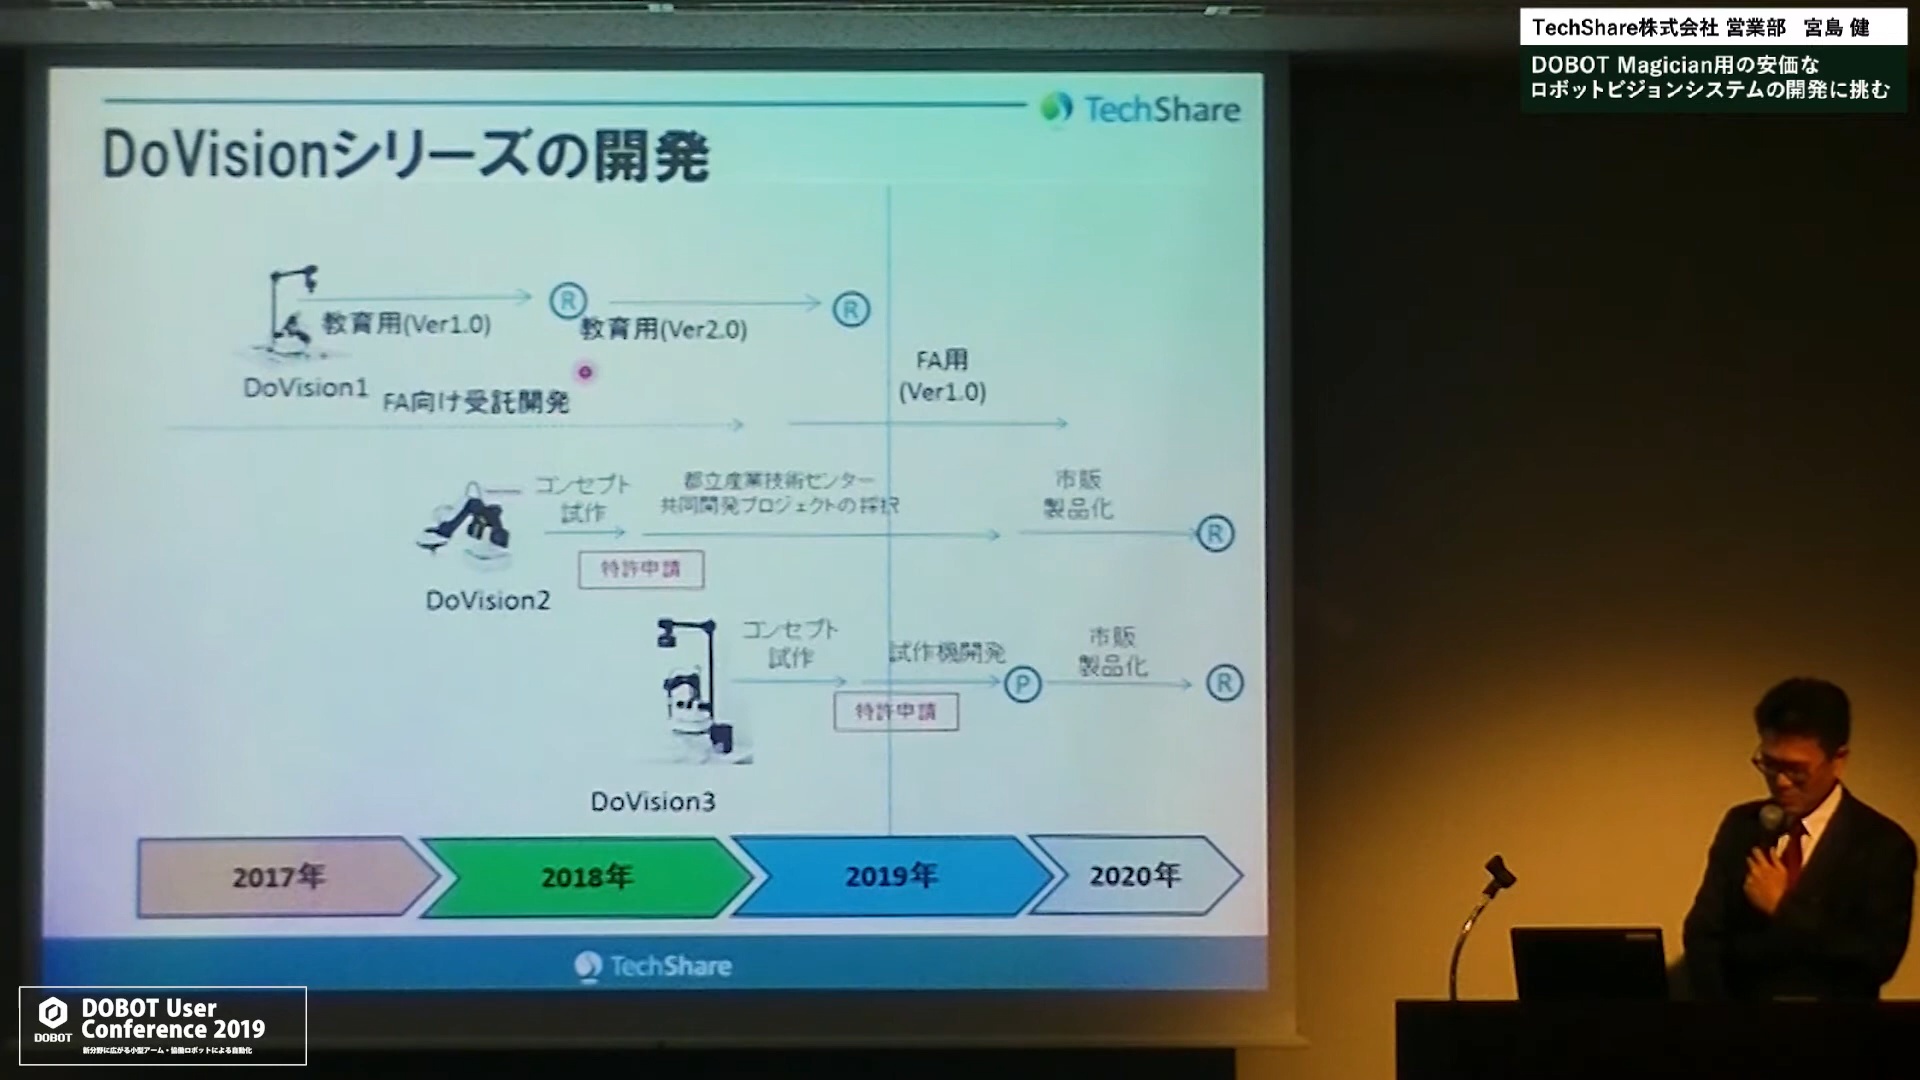 TechShare株式会社 営業部 宮島 健
DOBOT Magician用の安価な
ロボットビジョンシステムの開発に挑む
TechShare
DoVisionシリーズの開発
R
R
教育用(Ver1.0)
教育用(Ver2.0)
FA用
(Ver1.0)
DoVision1
FA向け受託開発
コンセプト
試作
都立産業技術センター
共同開発プロジェクトの採択
市販
製品化
R
特許申請
DoVision2
コンセプト
試作
試作機開発
市販
製品化
P
R
特許申請
DoVision3
2017年
2018年
2019年
2020年
TechShare
DOBOT
DOBOT User
Conference 2019
新分野に広がる小型アーム・協働ロボットによる自動化